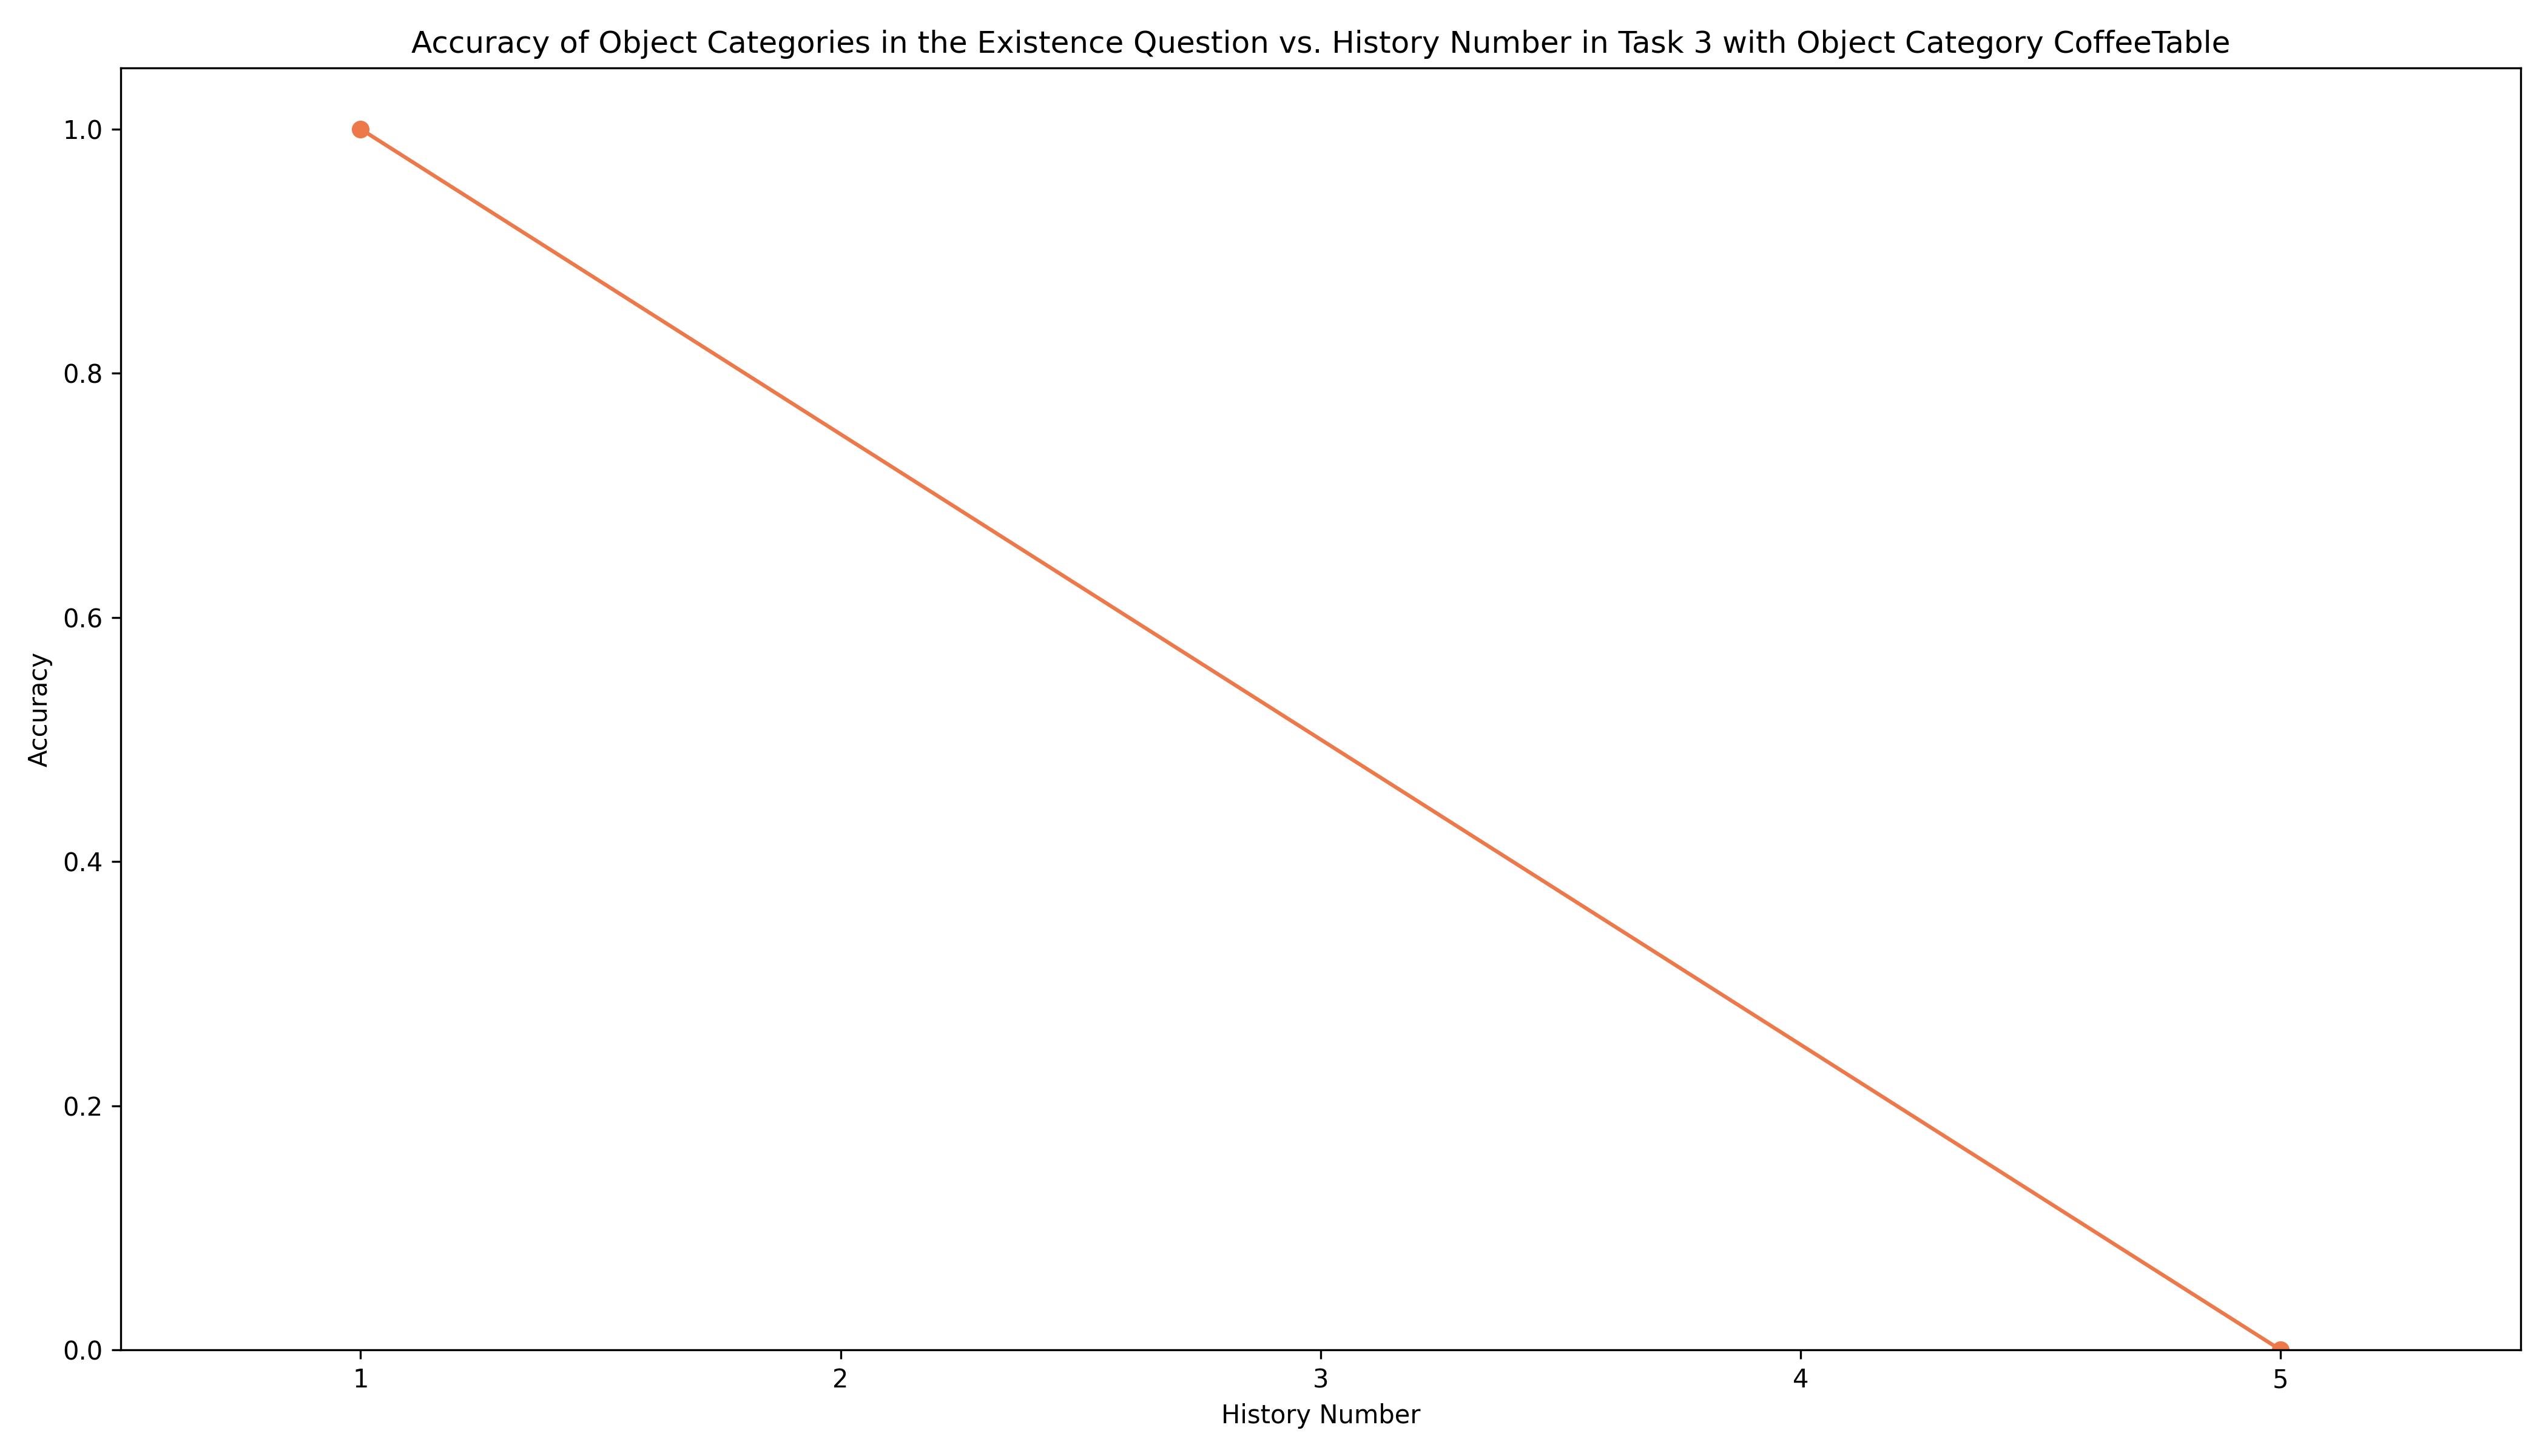 Accuracy of Object Categories in the Existence Question vs. History Number in Task 3 with Object Category CoffeeTable
1.0
0.8
0.6
0.4
0.2
0.0
Accuracy
1 2 3 4 5
History Number